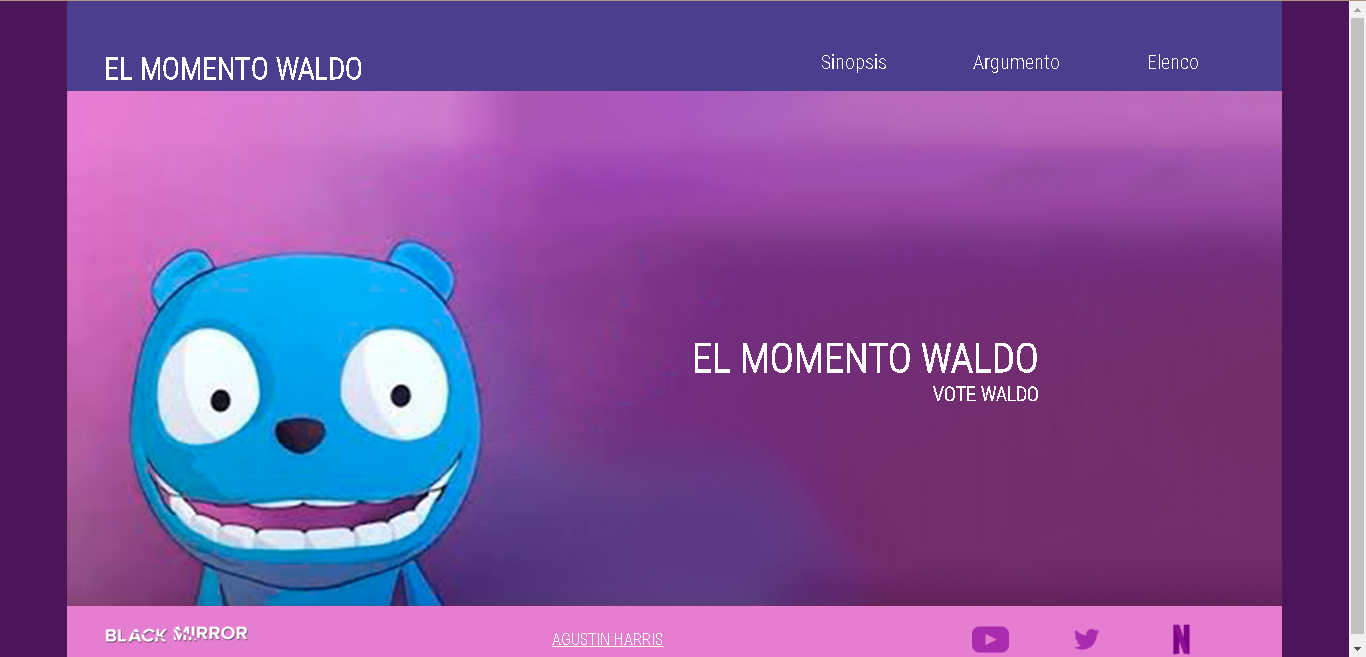 EL MOMENTO WALDO
Sinopsis
Argumento
Elenco
EL MOMENTO WALDO
VOTE WALDO
BLACK MIRROR
AGUSTIN HARRIS
N